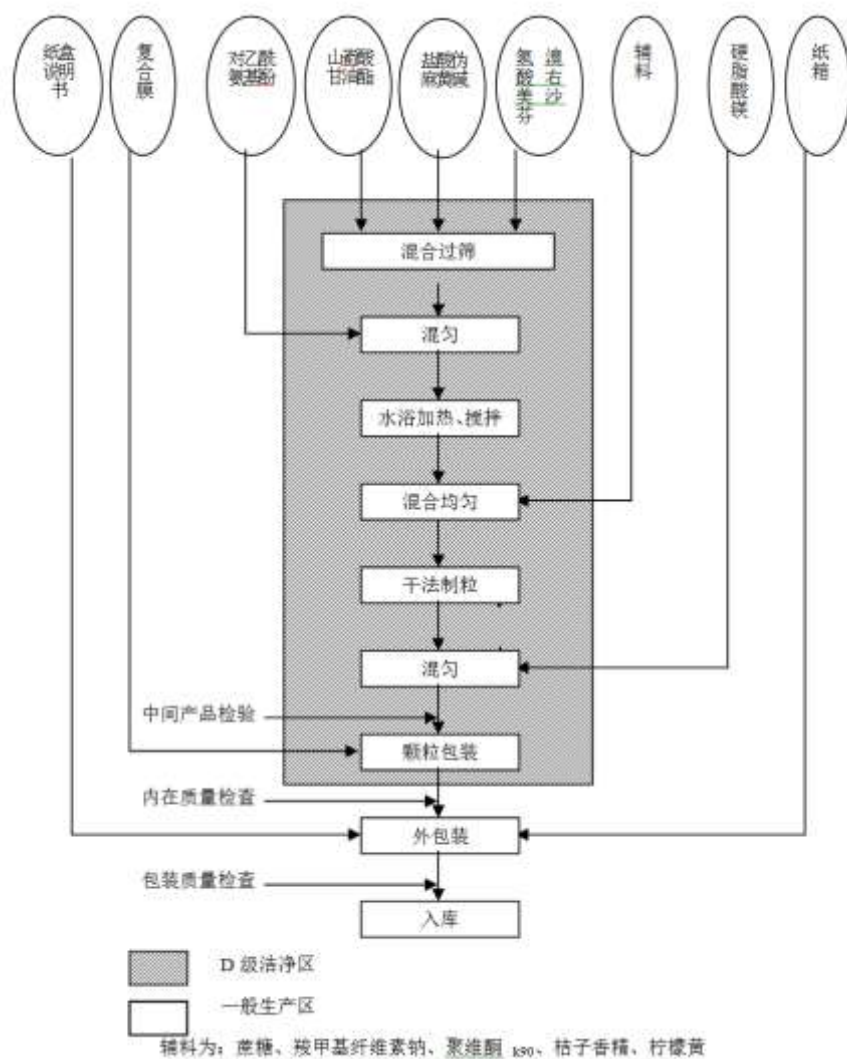 纸盒
说明
书
复合膜
对乙酰
氨基酚
山嵛酸
甘油酯
盐酸伪
麻黄碱
氢 溴
酸 右
美 沙
芬
辅料
硬脂酸镁
纸箱
混合过筛
混匀
水浴加热、搅拌
混合均匀
干法制粒
混匀
中间产品检验
颗粒包装
内在质量检查
外包装
包装质量检查
入库
D 级洁净区
一般生产区
辅料为：蔗糖、羧甲基纤维素钠、聚维酮 k90、桔子香精、柠檬黄